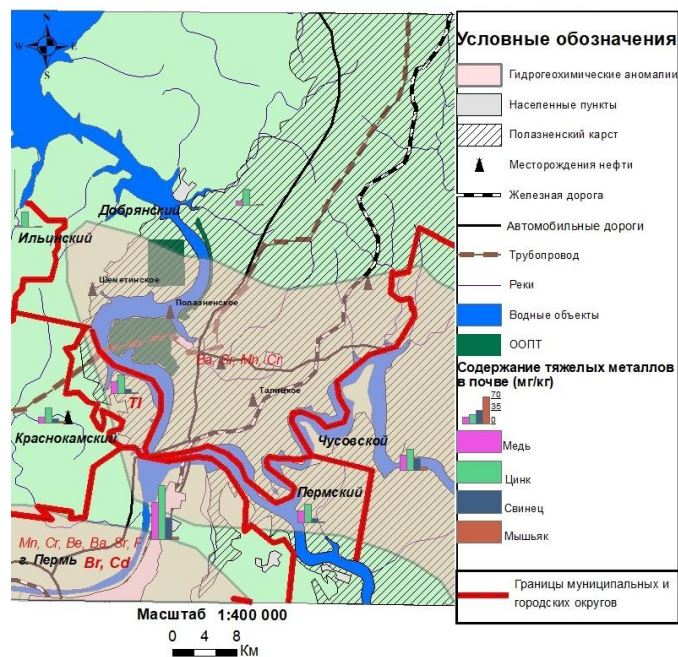 N
W E
S
Добрянский
Ильинский
Шеметинское
Полазненское
Ba, Sr, Mn, Cr
Tl
Талицкое
Краснокамский
Чусовской
Пермский
Mn, Cr, Be, Ba, Sr, F
г. Пермь
Br, Cd
Масштаб 1:400 000
0 4 8
Км
Условные обозначения
Гидрогеохимические аномалии
Населенные пункты
Полазненский карст
Месторождения нефти
Железная дорога
Автомобильные дороги
Трубопровод
Реки
Водные объекты
ООПТ
Содержание тяжелых металлов
в почве (мг/кг)
70
35
0
Медь
Цинк
Свинец
Мышьяк
Границы муниципальных и
городских округов